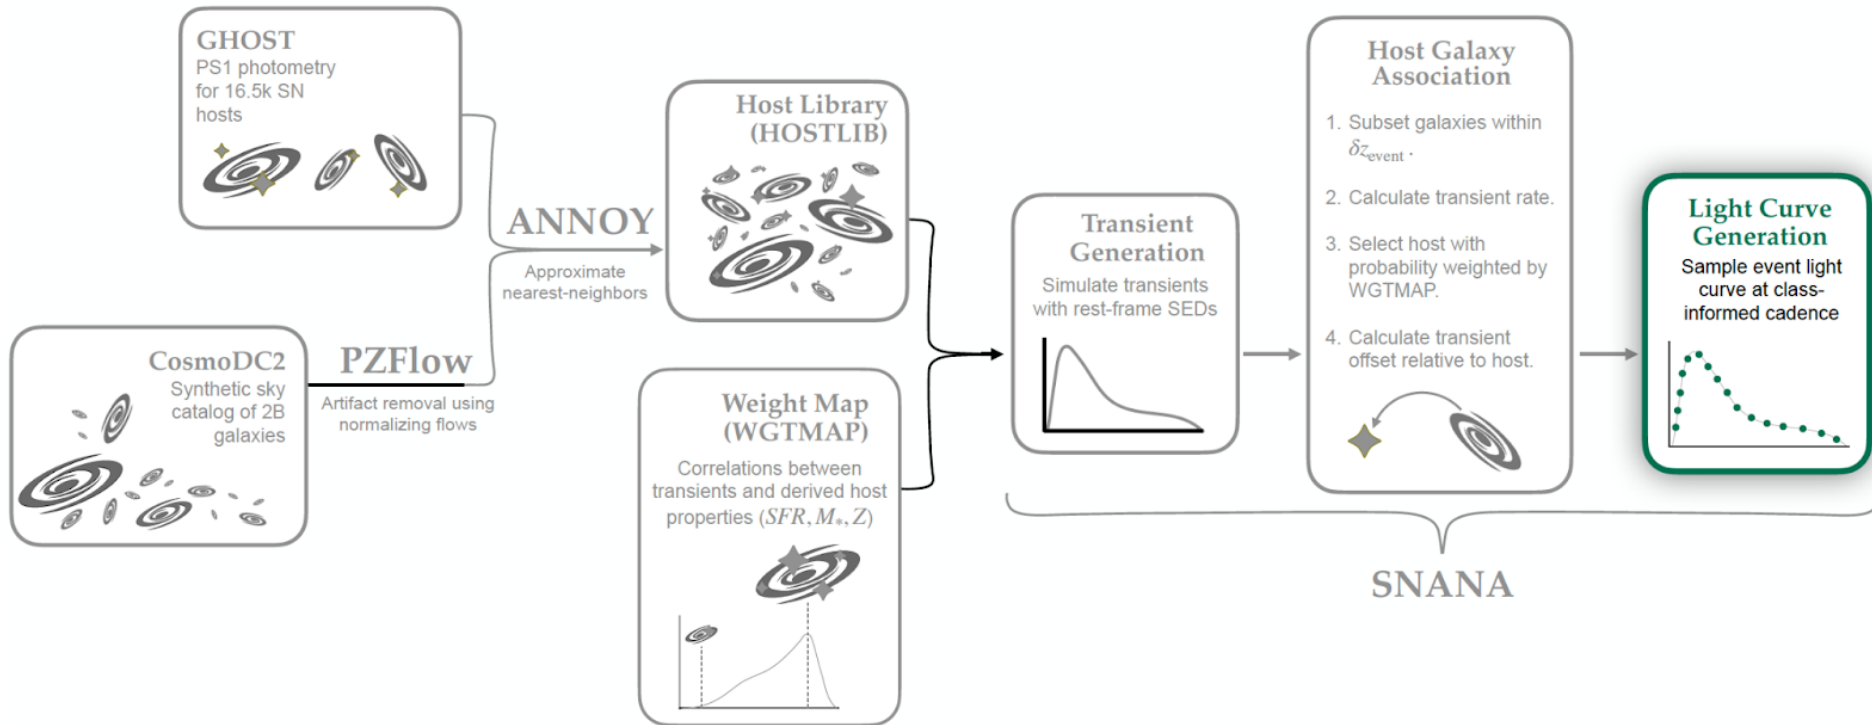 GHOST
PS1 photometry
for 16.5k SN
hosts
CosmoDC2
Synthetic sky
catalog of 2B
galaxies
PZFlow
Artifact removal using
normalizing flows
ANNOY
Approximate
nearest-neighbors
Host Library
(HOSTLIB)
Weight Map
(WGTMAP)
Correlations between
transients and derived host
properties (SFR, M*, Z)
Transient
Generation
Simulate transients
with rest-frame SEDs
Host Galaxy
Association
1. Subset galaxies within
δz_event .
2. Calculate transient rate.
3. Select host with
probability weighted by
WGTMAP.
4. Calculate transient
offset relative to host.
Light Curve
Generation
Sample event light
curve at class-
informed cadence
SNANA